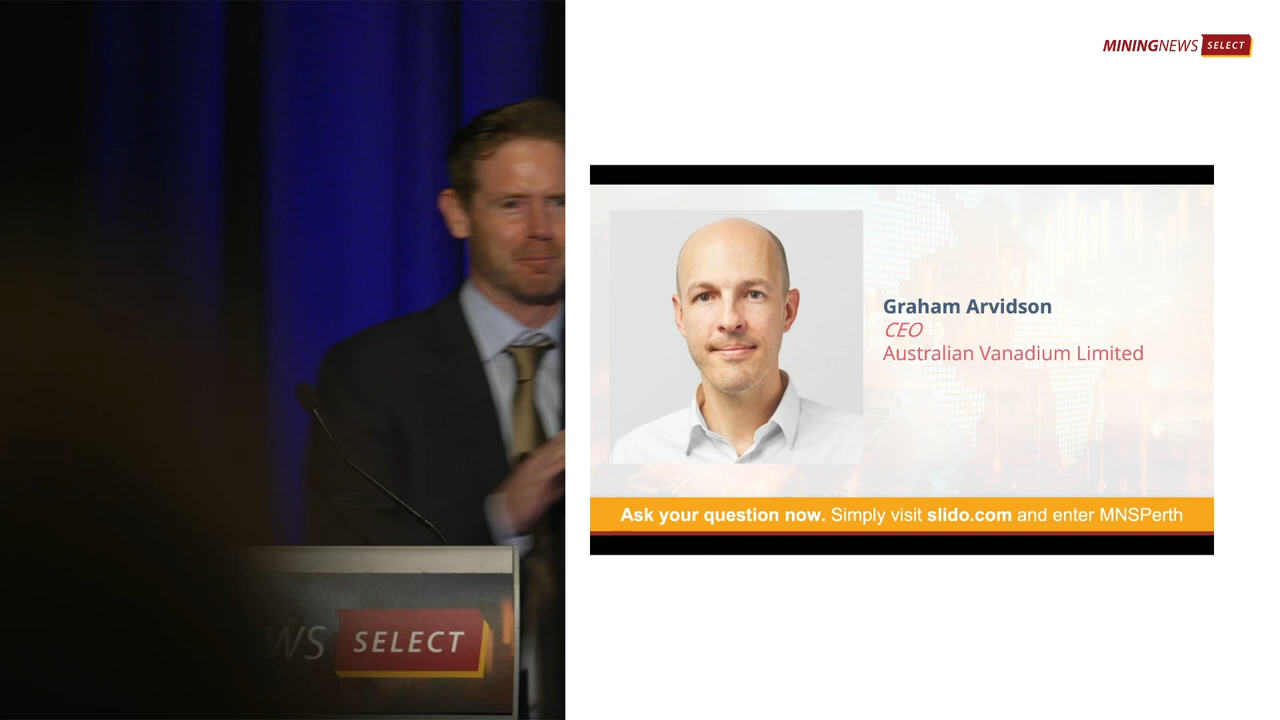 MININGNEWS SELECT
Graham Arvidson
CEO
Australian Vanadium Limited
Ask your question now. Simply visit slido.com and enter MNSPerth
WS SELECT